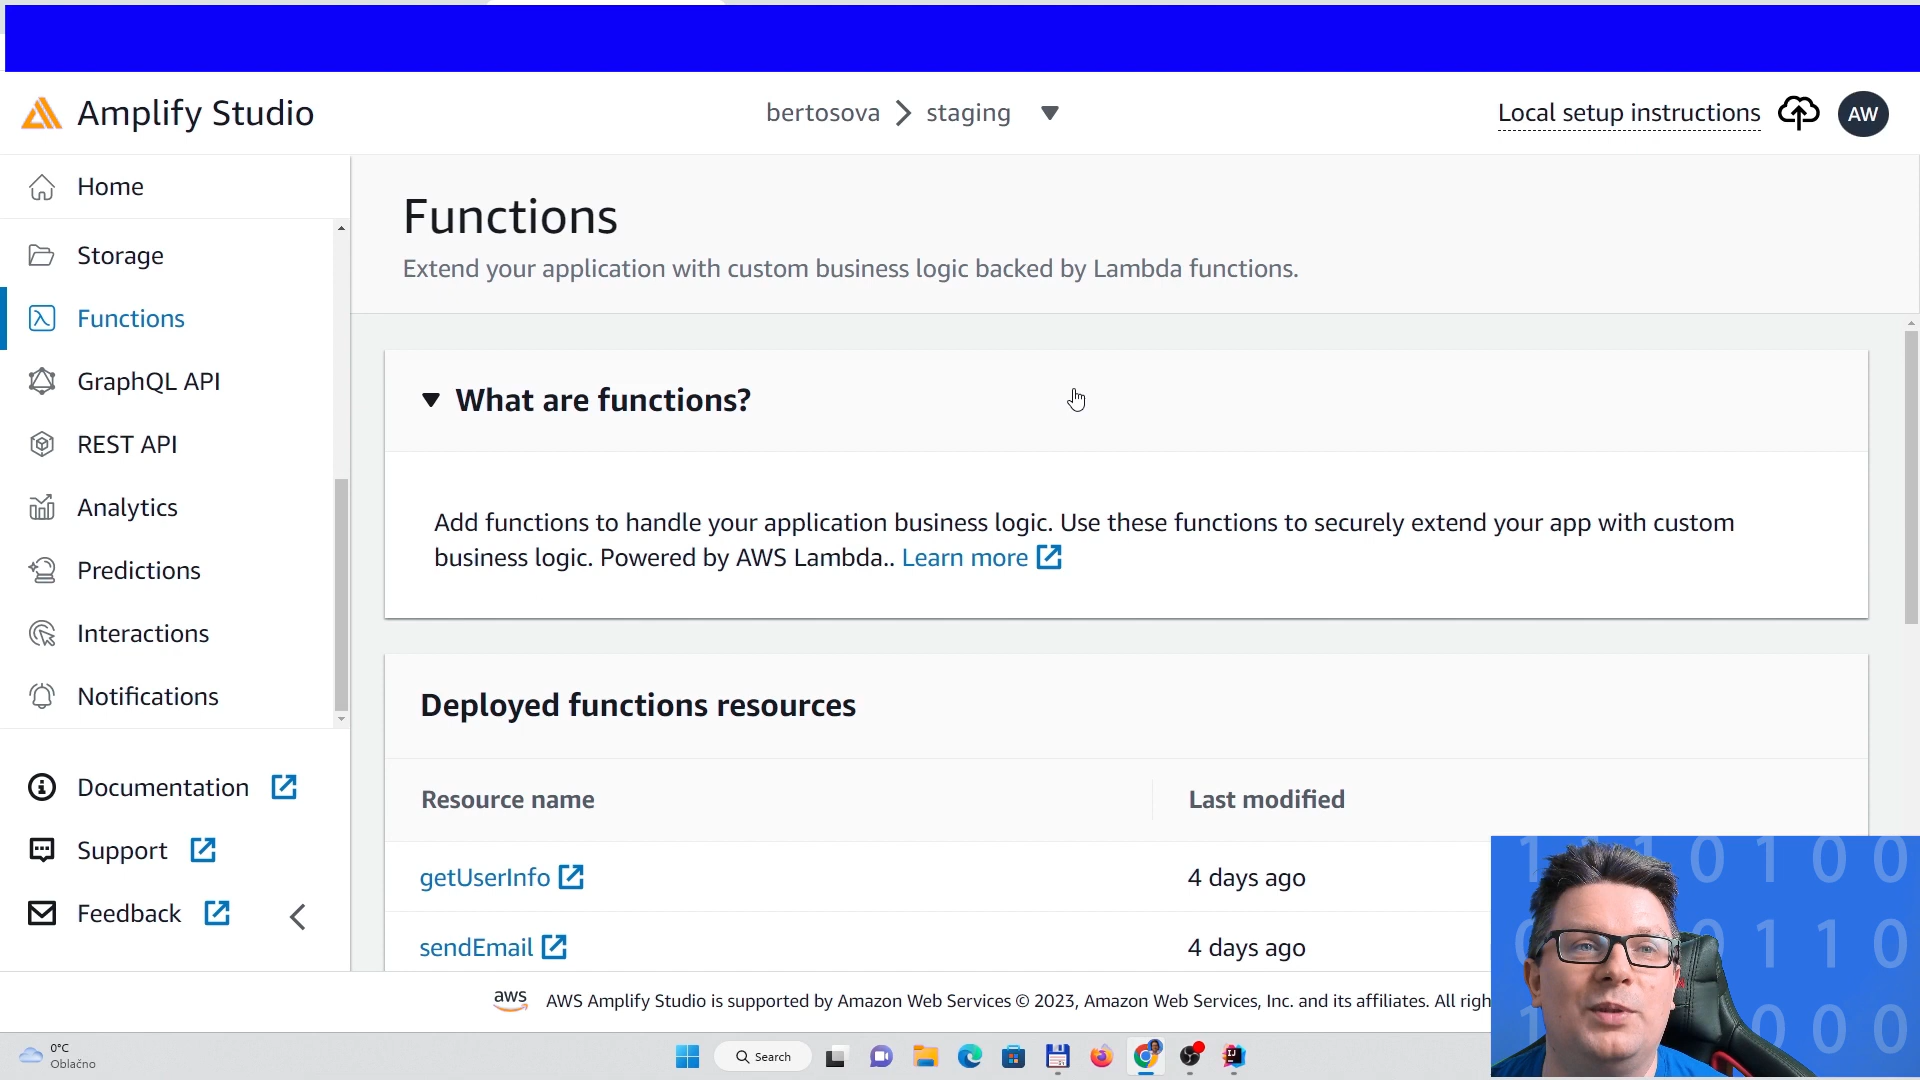 Amplify Studio
bertosova
staging
Local setup instructions
AW
Home
Storage
Functions
GraphQL API
REST API
Analytics
Predictions
Interactions
Notifications
Documentation
Support
Feedback
Functions
Extend your application with custom business logic backed by Lambda functions.
What are functions?
Add functions to handle your application business logic. Use these functions to securely extend your app with custom
business logic. Powered by AWS Lambda.. Learn more
Deployed functions resources
Resource name
Last modified
getUserInfo
4 days ago
sendEmail
4 days ago
aws
AWS Amplify Studio is supported by Amazon Web Services © 2023, Amazon Web Services, Inc. and its affiliates. All righ
0°C
Oblačno
Search